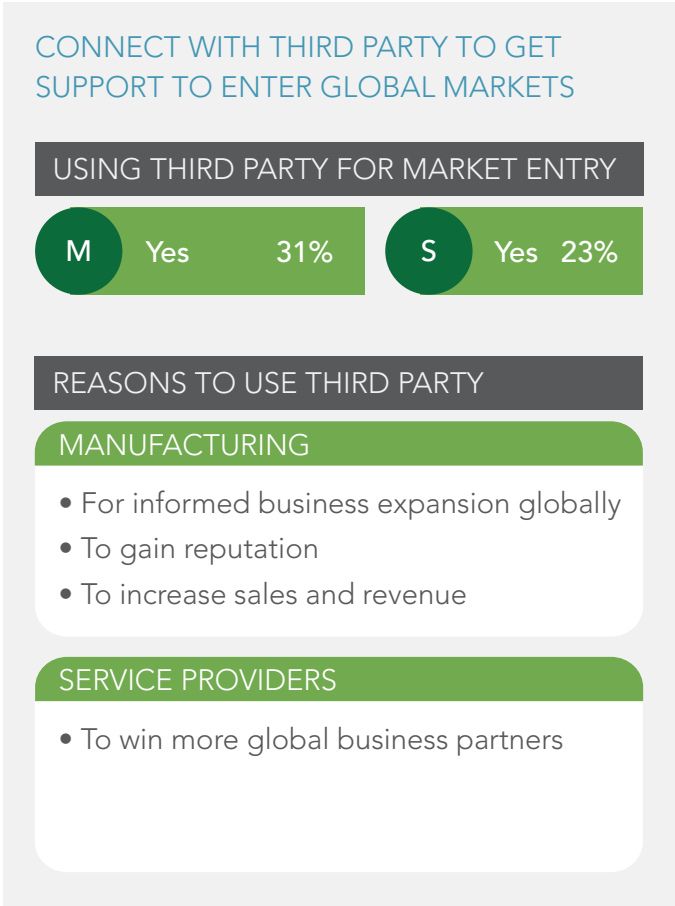 CONNECT WITH THIRD PARTY TO GET
SUPPORT TO ENTER GLOBAL MARKETS
USING THIRD PARTY FOR MARKET ENTRY
M Yes 31% S Yes 23%
REASONS TO USE THIRD PARTY
MANUFACTURING
• For informed business expansion globally
• To gain reputation
• To increase sales and revenue
SERVICE PROVIDERS
• To win more global business partners